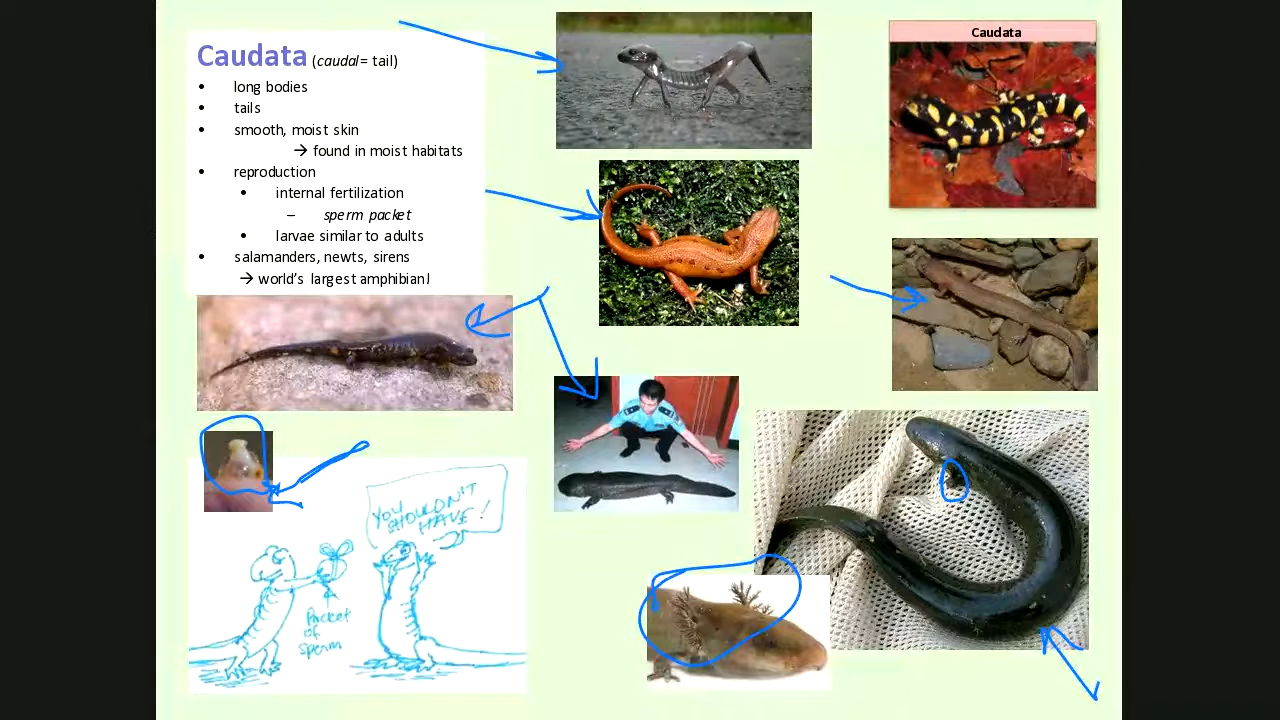 Caudata (caudal= tail)
• long bodies
• tails
• smooth, moist skin
→ found in moist habitats
• reproduction
• internal fertilization
– sperm packet
• larvae similar to adults
• salamanders, newts, sirens
→ world's largest amphibian!
Caudata
YOU
SHOULDN'T
HAVE!
Packet
of
sperm